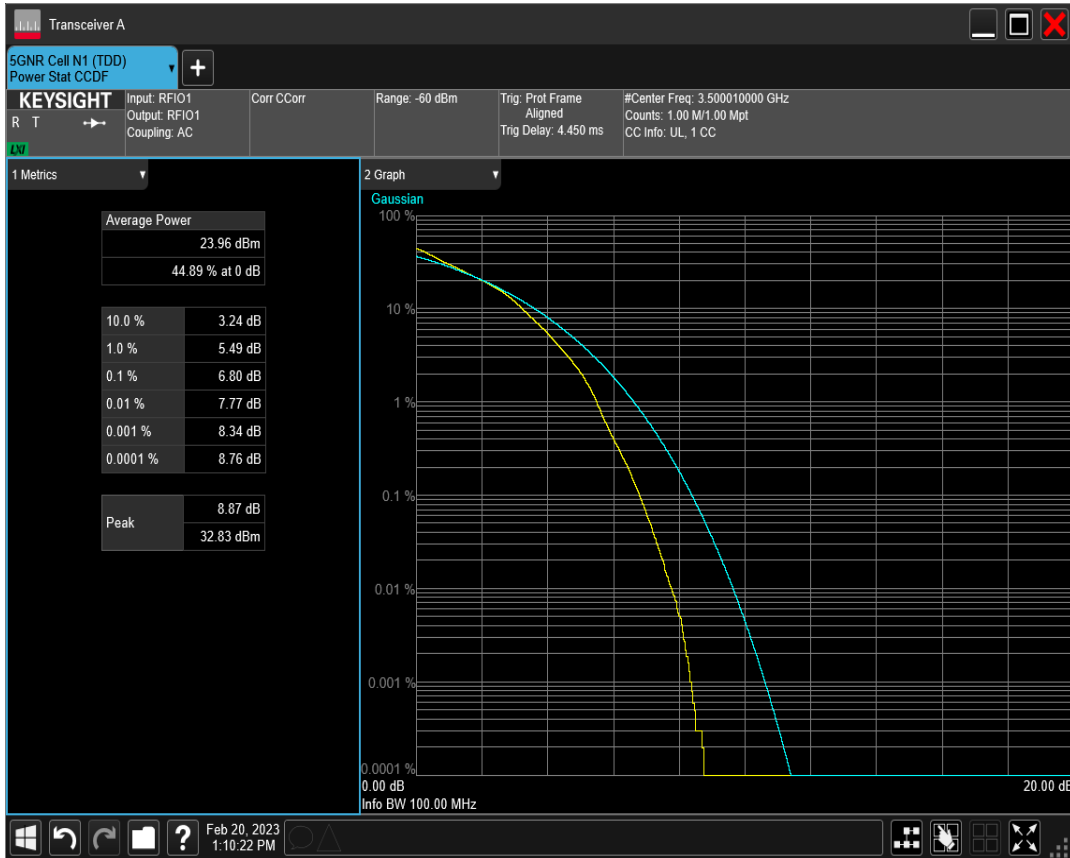 Transceiver A
5GNR Cell N1 (TDD)
Power Stat CCDF
KEYSIGHT
R T
LXI
Input: RFIO1
Output: RFIO1
Coupling: AC
Corr CCorr
Range: -60 dBm
Trig: Prot Frame
Aligned
Trig Delay: 4.450 ms
#Center Freq: 3.500010000 GHz
Counts: 1.00 M/1.00 Mpt
CC Info: UL, 1 CC
1 Metrics
Average Power
23.96 dBm
44.89 % at 0 dB
10.0 % 3.24 dB
1.0 % 5.49 dB
0.1 % 6.80 dB
0.01 % 7.77 dB
0.001 % 8.34 dB
0.0001 % 8.76 dB
Peak
8.87 dB
32.83 dBm
2 Graph
Gaussian
100 %
10 %
1 %
0.1 %
0.01 %
0.001 %
0.0001 %
0.00 dB 20.00 dB
Info BW 100.00 MHz
?
Feb 20, 2023
1:10:22 PM